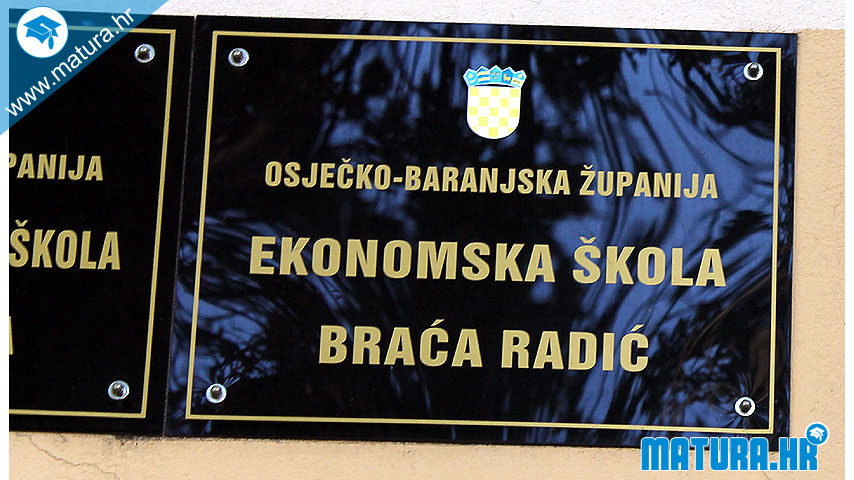 www.matura.hr
PANIJA
ŠKOLA
OSJEČKO-BARANJSKA ŽUPANIJA
EKONOMSKA ŠKOLA
BRAĆA RADIĆ
MATURA.HR